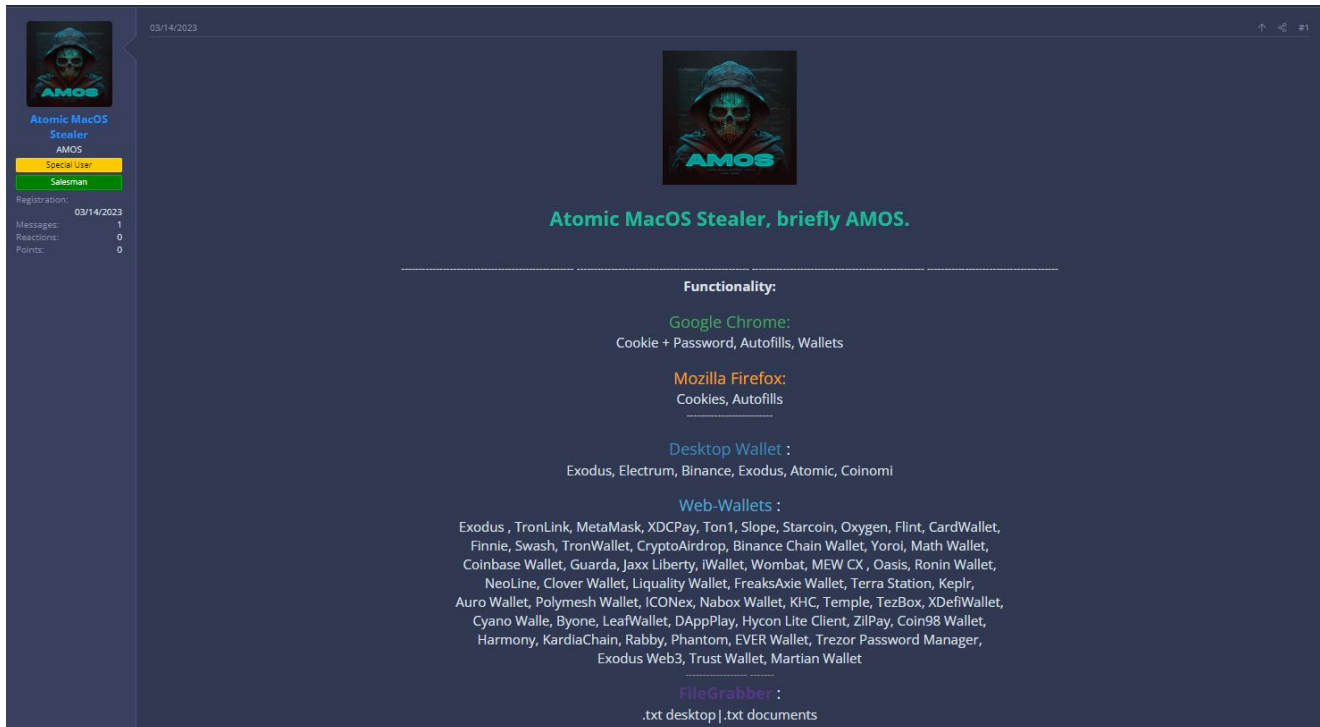 AMOS
Atomic MacOS
Stealer
AMOS
Special User
Salesman
Registration:
03/14/2023
Messages: 1
Reactions: 0
Points: 0
03/14/2023
#1
AMOS
Atomic MacOS Stealer, briefly AMOS.
Functionality:
Google Chrome:
Cookie + Password, Autofills, Wallets
Mozilla Firefox:
Cookies, Autofills
Desktop Wallet :
Exodus, Electrum, Binance, Exodus, Atomic, Coinomi
Web-Wallets :
Exodus , TronLink, MetaMask, XDCPay, Ton1, Slope, Starcoin, Oxygen, Flint, CardWallet,
Finnie, Swash, TronWallet, CryptoAirdrop, Binance Chain Wallet, Yoroi, Math Wallet,
Coinbase Wallet, Guarda, Jaxx Liberty, iWallet, Wombat, MEW CX , Oasis, Ronin Wallet,
NeoLine, Clover Wallet, Liquality Wallet, FreaksAxie Wallet, Terra Station, Keplr,
Auro Wallet, Polymesh Wallet, ICONex, Nabox Wallet, KHC, Temple, TezBox, XDefiWallet,
Cyano Walle, Byone, LeafWallet, DAppPlay, Hycon Lite Client, ZilPay, Coin98 Wallet,
Harmony, KardiaChain, Rabby, Phantom, EVER Wallet, Trezor Password Manager,
Exodus Web3, Trust Wallet, Martian Wallet
FileGrabber :
.txt desktop|.txt documents